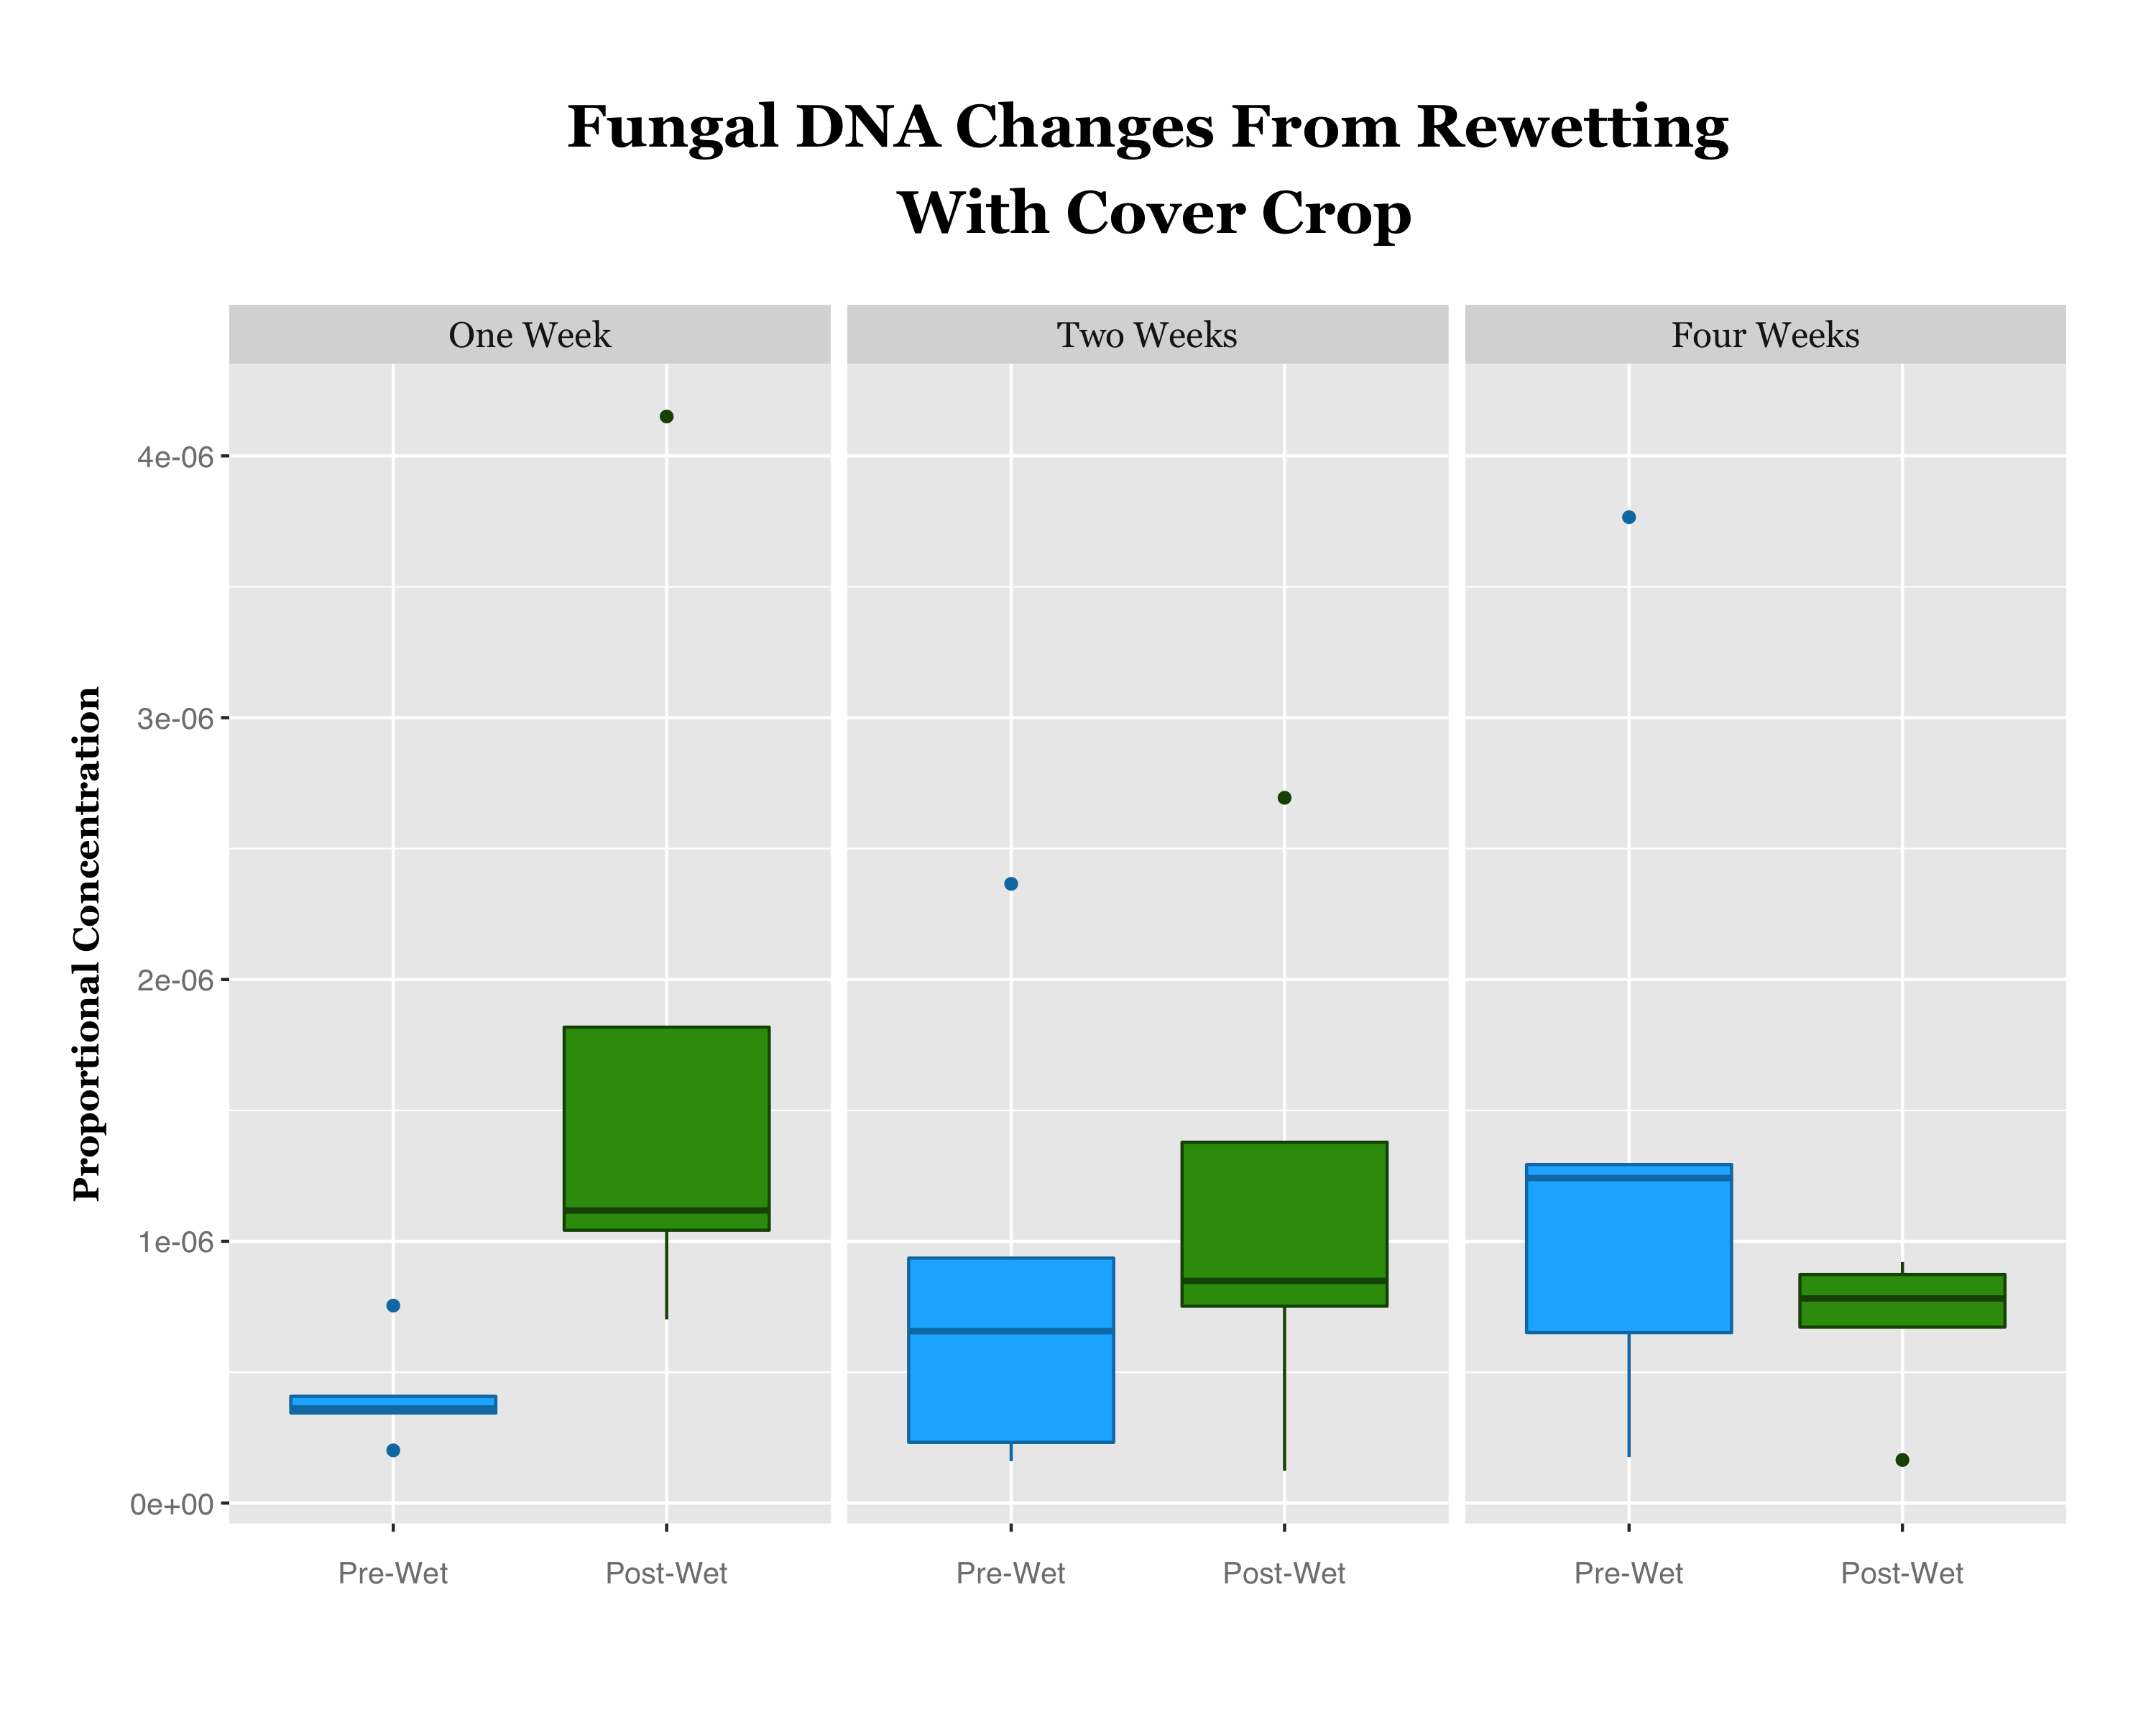 Fungal DNA Changes From Rewetting
With Cover Crop
One Week
Two Weeks
Four Weeks
Proportional Concentration
4e-06
3e-06
2e-06
1e-06
0e+00
Pre-Wet
Post-Wet
Pre-Wet
Post-Wet
Pre-Wet
Post-Wet